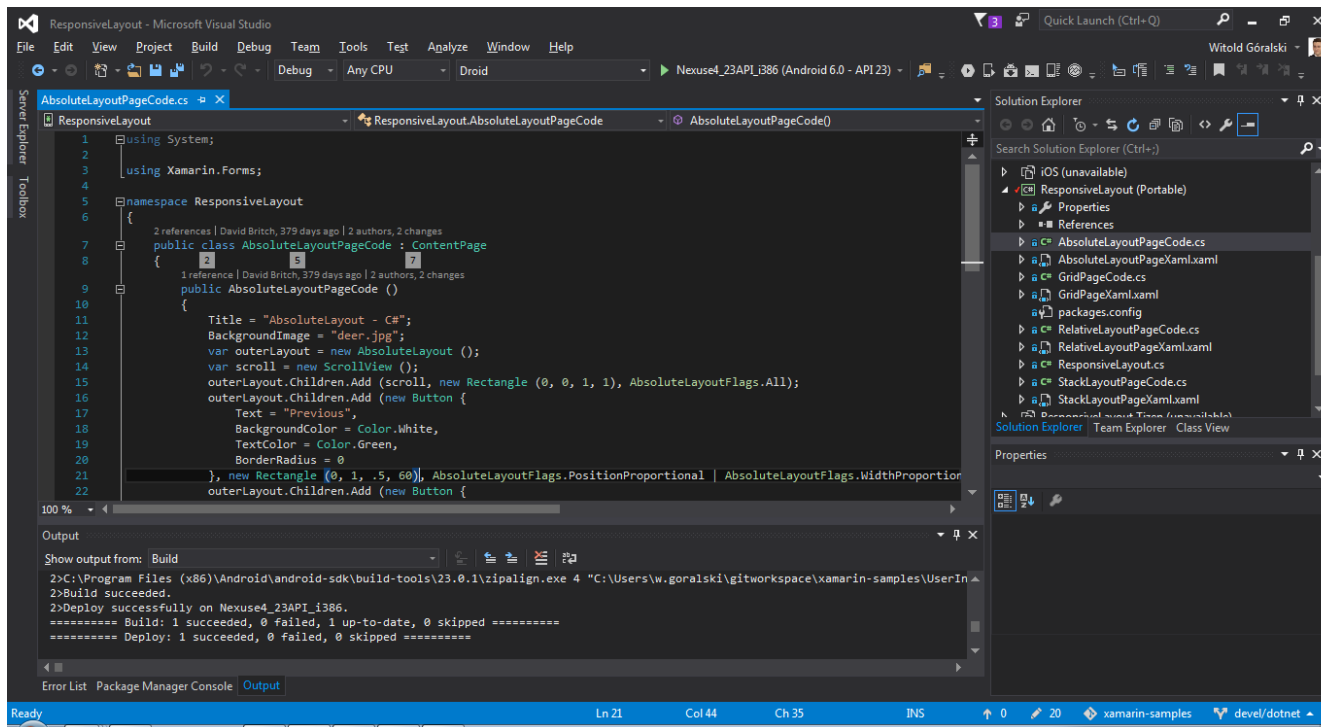 ResponsiveLayout - Microsoft Visual Studio
3
Quick Launch (Ctrl+Q)
File Edit View Project Build Debug Team Tools Test Analyze Window Help
Witold Góralski
Debug Any CPU Droid Nexuse4_23API_i386 (Android 6.0 - API 23)
Server Explorer
Toolbox
AbsoluteLayoutPageCode.cs
ResponsiveLayout ResponsiveLayout.AbsoluteLayoutPageCode AbsoluteLayoutPageCode()
1 using System;
2
3 using Xamarin.Forms;
4
5 namespace ResponsiveLayout
6 {
2 references | David Britch, 379 days ago | 2 authors, 2 changes
7 public class AbsoluteLayoutPageCode : ContentPage
8 {
2 5 7
1 reference | David Britch, 379 days ago | 2 authors, 2 changes
9 public AbsoluteLayoutPageCode ()
10 {
11 Title = "AbsoluteLayout - C#";
12 BackgroundImage = "deer.jpg";
13 var outerLayout = new AbsoluteLayout ();
14 var scroll = new ScrollView ();
15 outerLayout.Children.Add (scroll, new Rectangle (0, 0, 1, 1), AbsoluteLayoutFlags.All);
16 outerLayout.Children.Add (new Button {
17 Text = "Previous",
18 BackgroundColor = Color.White,
19 TextColor = Color.Green,
20 BorderRadius = 0
21 }, new Rectangle (0, 1, .5, 60), AbsoluteLayoutFlags.PositionProportional | AbsoluteLayoutFlags.WidthProportion
22 outerLayout.Children.Add (new Button {
100 %
Output
Show output from: Build
2>C:\Program Files (x86)\Android\android-sdk\build-tools\23.0.1\zipalign.exe 4 "C:\Users\w.goralski\gitworkspace\xamarin-samples\UserIn
2>Build succeeded.
2>Deploy successfully on Nexuse4_23API_i386.
========== Build: 1 succeeded, 0 failed, 1 up-to-date, 0 skipped ==========
========== Deploy: 1 succeeded, 0 failed, 0 skipped ==========
Error List Package Manager Console Output
Solution Explorer
Search Solution Explorer (Ctrl+;)
iOS (unavailable)
ResponsiveLayout (Portable)
Properties
References
AbsoluteLayoutPageCode.cs
AbsoluteLayoutPageXaml.xaml
GridPageCode.cs
GridPageXaml.xaml
packages.config
RelativeLayoutPageCode.cs
RelativeLayoutPageXaml.xaml
ResponsiveLayout.cs
StackLayoutPageCode.cs
StackLayoutPageXaml.xaml
ResponsiveLayout.Tizen (unavailable)
Solution Explorer Team Explorer Class View
Properties
Ready Ln 21 Col 44 Ch 35 INS 0 20 xamarin-samples devel/dotnet